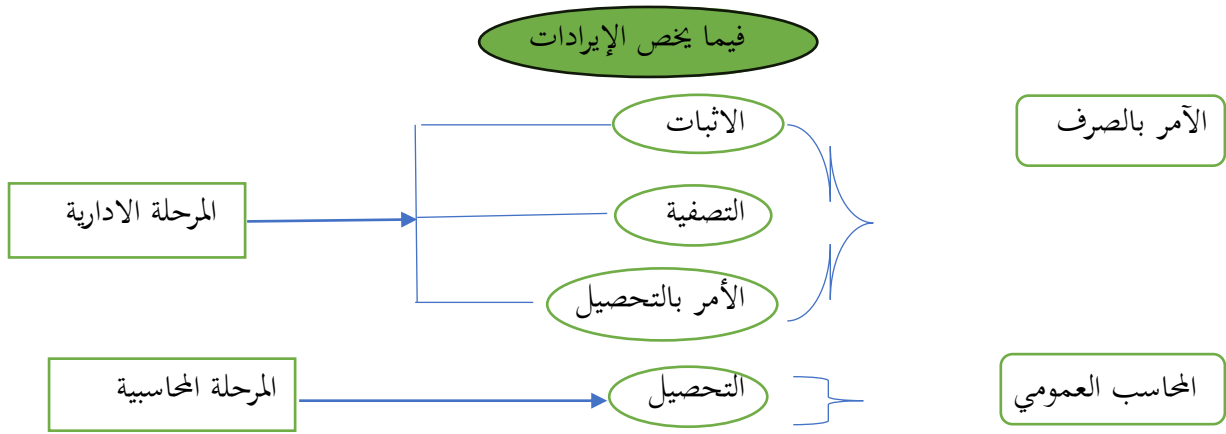 فيما يخص الإيرادات
الاثبات
الآمر بالصرف
التصفية
المرحلة الادارية
الأمر بالتحصيل
المحاسب العمومي
التحصيل
المرحلة المحاسبية